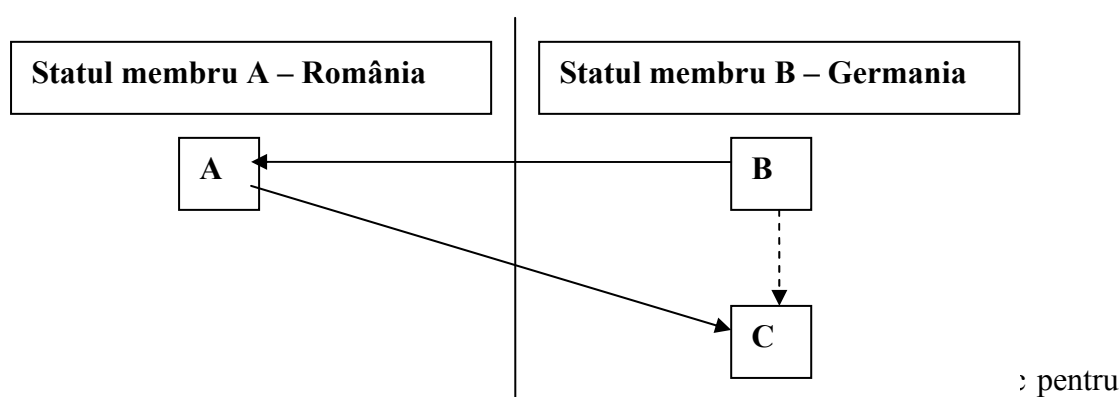 Statul membru A – România
Statul membru B – Germania
A
B
C
pentru